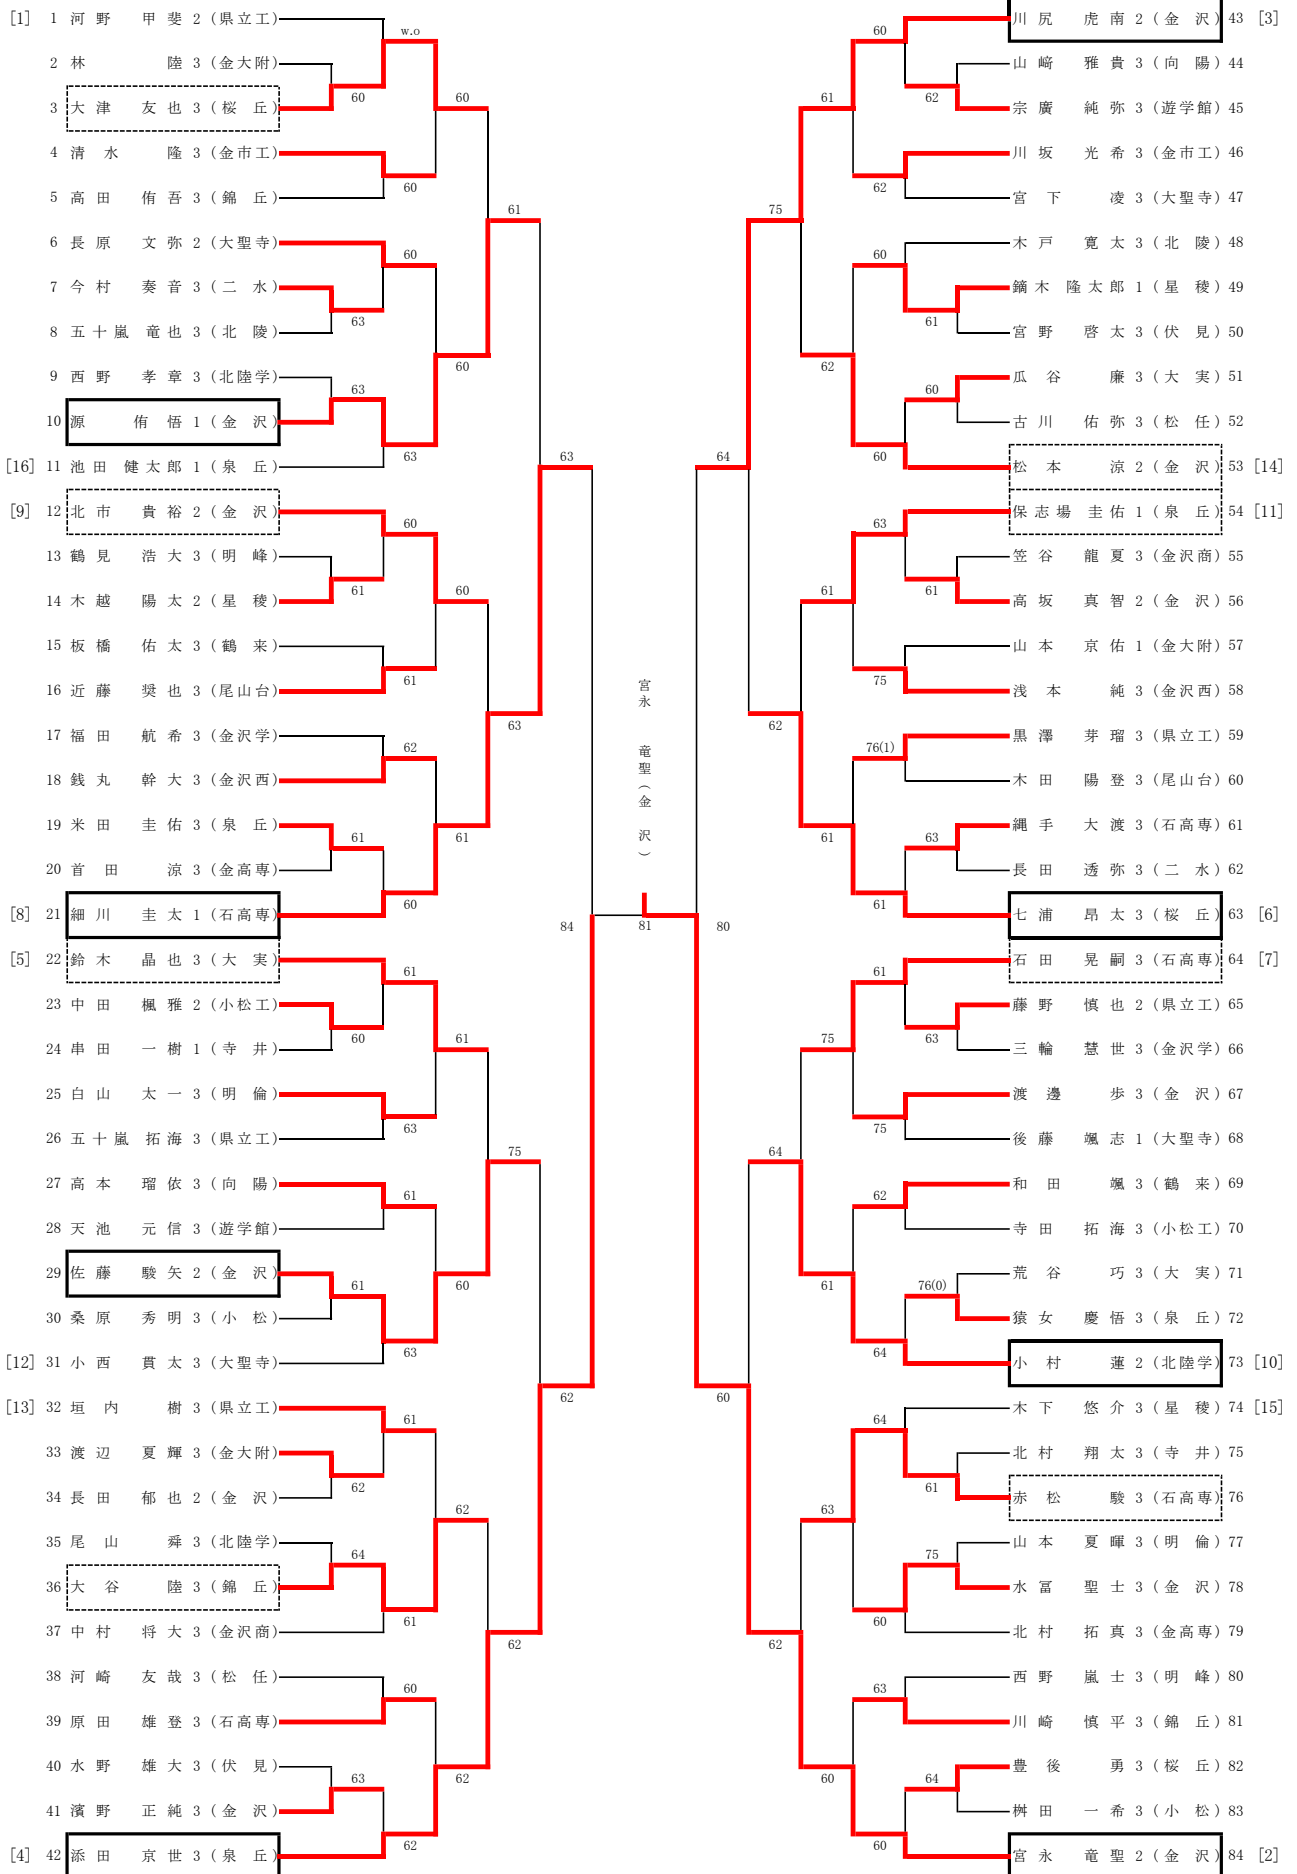 [1] 1 河野 甲斐 2 (県立工)
2 林 陸 3 (金大附)
3 大津 友也 3 (桜丘)
4 清水 隆 3 (金市工)
5 高田 侑吾 3 (錦丘)
6 長原 文弥 2 (大聖寺)
7 今村 奏音 3 (二水)
8 五十嵐 竜也 3 (北陵)
9 西野 孝章 3 (北陸学)
10 源 侑悟 1 (金沢)
[16] 11 池田 健太郎 1 (泉丘)
[9] 12 北市 貴裕 2 (金沢)
13 鶴見 浩大 3 (明峰)
14 木越 陽太 2 (星稜)
15 板橋 佑太 3 (鶴来)
16 近藤 奨也 3 (尾山台)
17 福田 航希 3 (金沢学)
18 銭丸 幹大 3 (金沢西)
19 米田 圭佑 3 (泉丘)
20 首田 涼 3 (金高専)
[8] 21 細川 圭太 1 (石高専)
[5] 22 鈴木 晶也 3 (大実)
23 中田 楓雅 2 (小松工)
24 串田 一樹 1 (寺井)
25 白山 太一 3 (明倫)
26 五十嵐 拓海 3 (県立工)
27 高本 瑠依 3 (向陽)
28 天池 元信 3 (遊学館)
29 佐藤 駿矢 2 (金沢)
30 桑原 秀明 3 (小松)
[12] 31 小西 貫太 3 (大聖寺)
[13] 32 垣内 樹 3 (県立工)
33 渡辺 夏輝 3 (金大附)
34 長田 郁也 2 (金沢)
35 尾山 舜 3 (北陸学)
36 大谷 陸 3 (錦丘)
37 中村 将大 3 (金沢商)
38 河崎 友哉 3 (松任)
39 原田 雄登 3 (石高専)
40 水野 雄大 3 (伏見)
41 濱野 正純 3 (金沢)
[4] 42 添田 京世 3 (泉丘)
w.o
60
60
60
61
60
63
60
63
63
63
60
61
60
61
63
62
61
61
60
61
60
61
63
75
61
61
60
63
84
61
62
62
64
61
62
60
62
63
62
62
宮永 竜聖 (金沢)
81
川尻 虎南 2 (金沢) 43 [3]
山﨑 雅貴 3 (向陽) 44
宗廣 純弥 3 (遊学館) 45
川坂 光希 3 (金市工) 46
宮下 凌 3 (大聖寺) 47
木戸 寛太 3 (北陵) 48
鏑木 隆太郎 1 (星稜) 49
宮野 啓太 3 (伏見) 50
瓜谷 廉 3 (大実) 51
古川 佑弥 3 (松任) 52
松本 涼 2 (金沢) 53 [14]
保志場 圭佑 1 (泉丘) 54 [11]
笠谷 龍夏 3 (金沢商) 55
高坂 真智 2 (金沢) 56
山本 京佑 1 (金大附) 57
浅本 純 3 (金沢西) 58
黒澤 芽瑠 3 (県立工) 59
木田 陽登 3 (尾山台) 60
縄手 大渡 3 (石高専) 61
長田 透弥 3 (二水) 62
七浦 昂太 3 (桜丘) 63 [6]
石田 晃嗣 3 (石高専) 64 [7]
藤野 慎也 2 (県立工) 65
三輪 慧世 3 (金沢学) 66
渡邊 歩 3 (金沢) 67
後藤 颯志 1 (大聖寺) 68
和田 颯 3 (鶴来) 69
寺田 拓海 3 (小松工) 70
荒谷 巧 3 (大実) 71
猿女 慶悟 3 (泉丘) 72
小村 蓮 2 (北陸学) 73 [10]
木下 悠介 3 (星稜) 74 [15]
北村 翔太 3 (寺井) 75
赤松 駿 3 (石高専) 76
山本 夏暉 3 (明倫) 77
水冨 聖士 3 (金沢) 78
北村 拓真 3 (金高専) 79
西野 嵐士 3 (明峰) 80
川崎 慎平 3 (錦丘) 81
豊後 勇 3 (桜丘) 82
桝田 一希 3 (小松) 83
宮永 竜聖 2 (金沢) 84 [2]
60
62
61
62
75
60
61
62
60
60
64
63
61
61
75
62
76(1)
61
63
61
80
61
63
75
75
64
62
61
76(0)
64
60
64
61
63
75
60
62
63
60
64
60